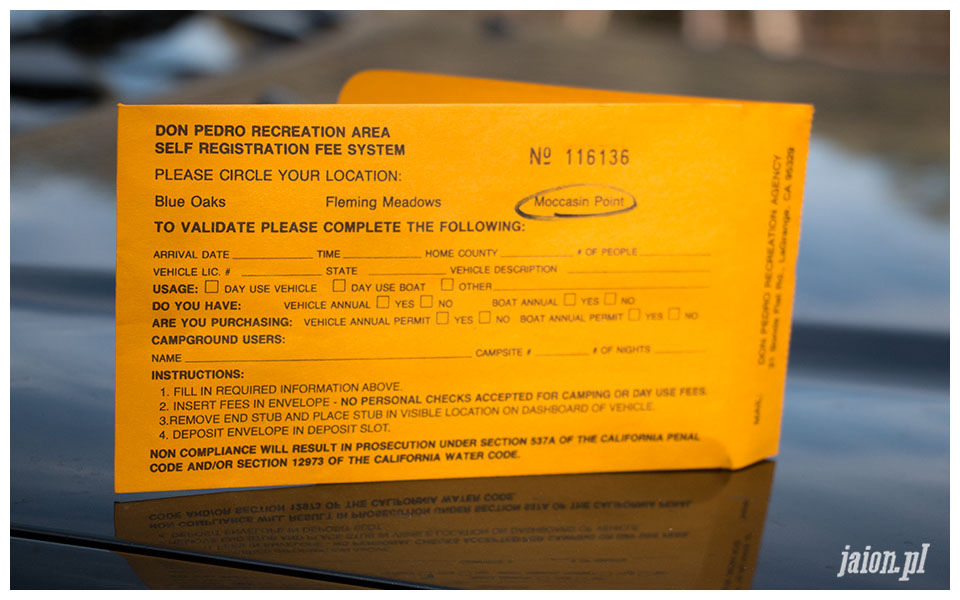 DON PEDRO RECREATION AREA
SELF REGISTRATION FEE SYSTEM
Nº 116136
PLEASE CIRCLE YOUR LOCATION:
Blue Oaks Fleming Meadows Moccasin Point
TO VALIDATE PLEASE COMPLETE THE FOLLOWING:
ARRIVAL DATE TIME HOME COUNTY # OF PEOPLE
VEHICLE LIC. # STATE VEHICLE DESCRIPTION
USAGE: DAY USE VEHICLE DAY USE BOAT OTHER
DO YOU HAVE: VEHICLE ANNUAL YES NO BOAT ANNUAL YES NO
ARE YOU PURCHASING: VEHICLE ANNUAL PERMIT YES NO BOAT ANNUAL PERMIT YES NO
CAMPGROUND USERS:
NAME CAMPSITE # # OF NIGHTS
INSTRUCTIONS:
1. FILL IN REQUIRED INFORMATION ABOVE.
2. INSERT FEES IN ENVELOPE - NO PERSONAL CHECKS ACCEPTED FOR CAMPING OR DAY USE FEES.
3.REMOVE END STUB AND PLACE STUB IN VISIBLE LOCATION ON DASHBOARD OF VEHICLE.
4. DEPOSIT ENVELOPE IN DEPOSIT SLOT.
NON COMPLIANCE WILL RESULT IN PROSECUTION UNDER SECTION 537A OF THE CALIFORNIA PENAL
CODE AND/OR SECTION 12973 OF THE CALIFORNIA WATER CODE.
MAIL: DON PEDRO RECREATION AGENCY
31 Bonds Flat Rd., LaGrange, CA 95329
jaion.pl